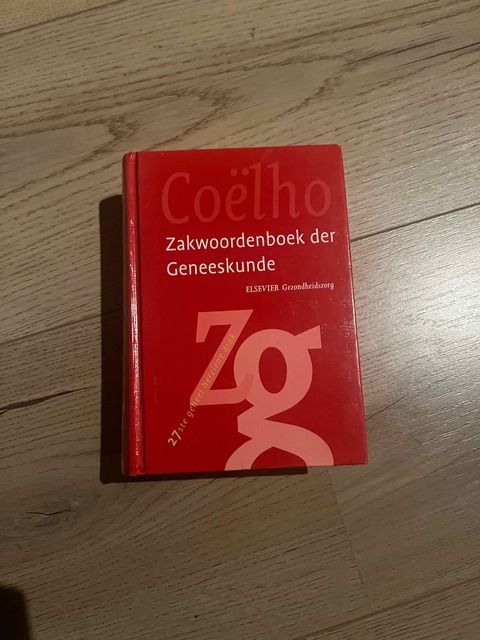 Coëlho
Zakwoordenboek der
Geneeskunde
ELSEVIER Gezondheidszorg
Zg
27ste geheel herziene druk